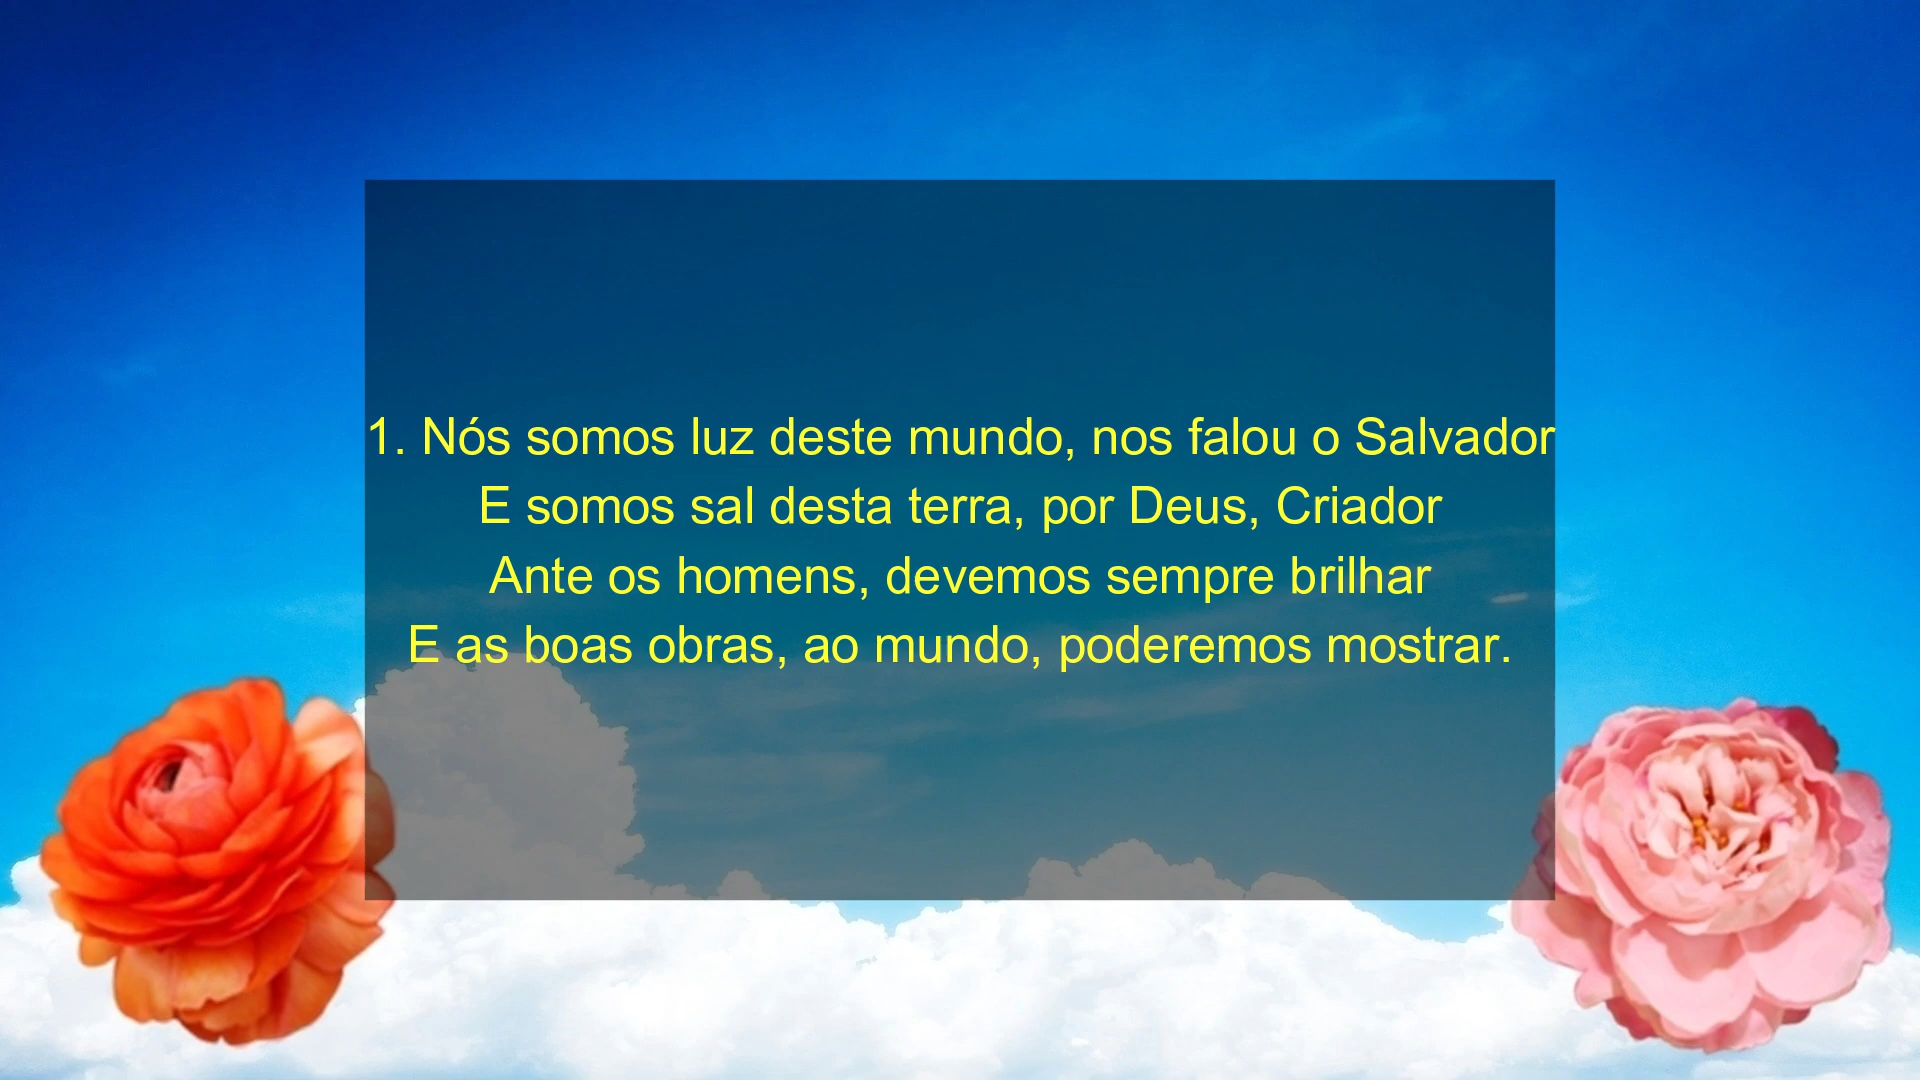 1. Nós somos luz deste mundo, nos falou o Salvador
E somos sal desta terra, por Deus, Criador
Ante os homens, devemos sempre brilhar
E as boas obras, ao mundo, poderemos mostrar.